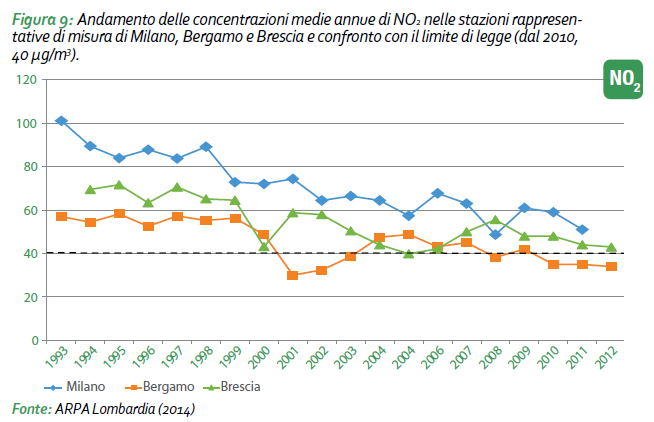 Figura 9: Andamento delle concentrazioni medie annue di NO₂ nelle stazioni rappresen-
tative di misura di Milano, Bergamo e Brescia e confronto con il limite di legge (dal 2010,
40 µg/m³).
NO₂
120
100
80
60
40
20
0
1993 1994 1995 1996 1997 1998 1999 2000 2001 2002 2003 2004 2004 2006 2007 2008 2009 2010 2011 2012
Milano Bergamo Brescia
Fonte: ARPA Lombardia (2014)